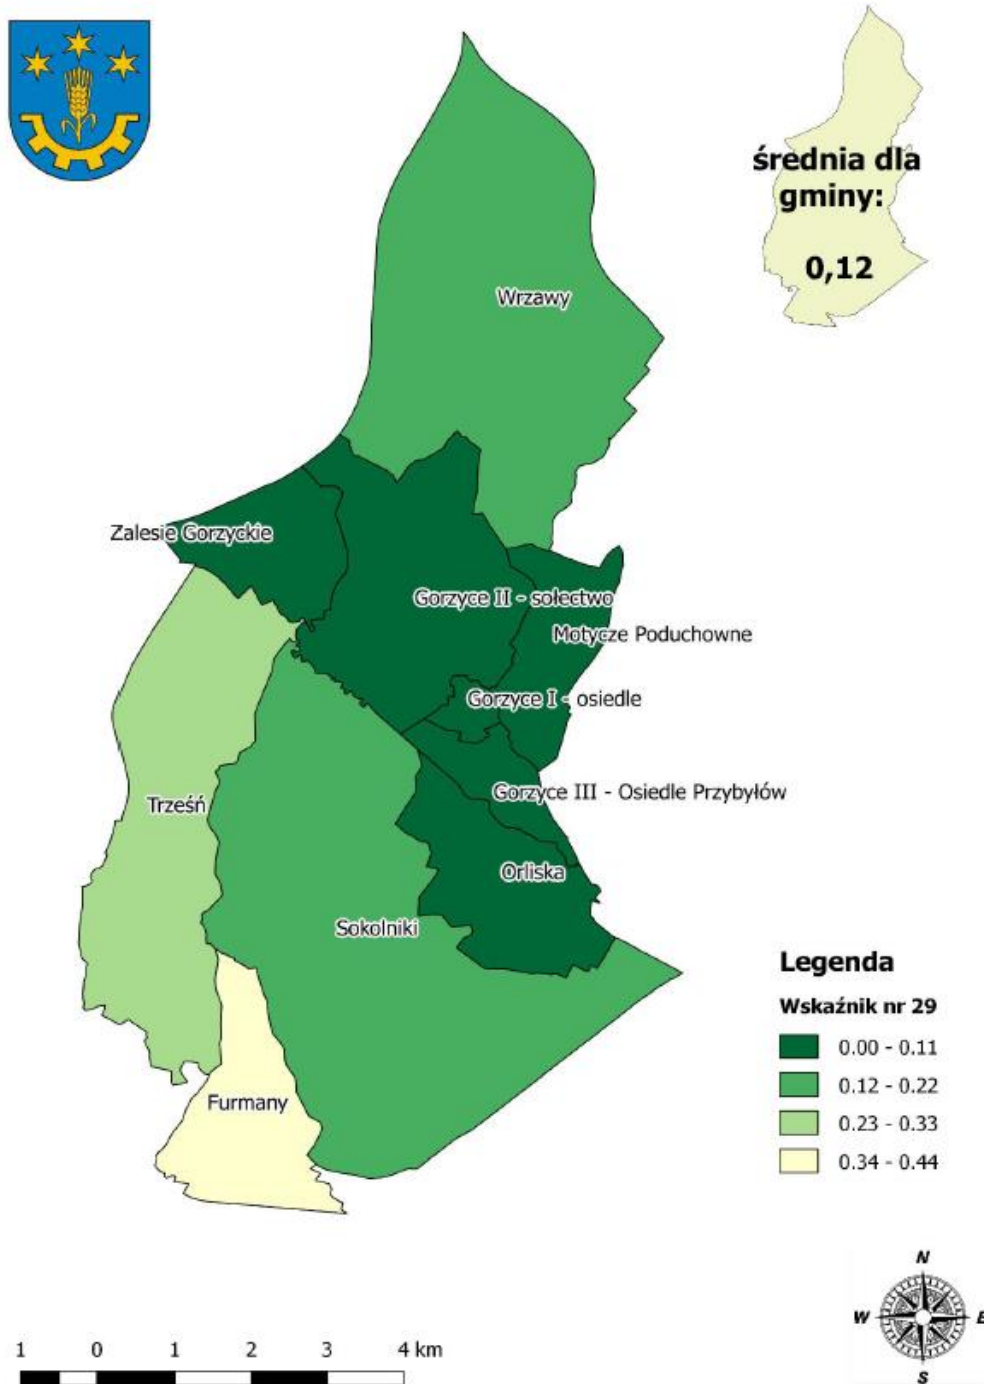 średnia dla
gminy:
0,12
Wrzawy
Zalesie Gorzyckie
Gorzyce II - sołectwo
Motycze Poduchowne
Gorzyce I - osiedle
Gorzyce III - Osiedle Przybyłów
Trześń
Orliska
Sokolniki
Furmany
Legenda
Wskaźnik nr 29
0.00 - 0.11
0.12 - 0.22
0.23 - 0.33
0.34 - 0.44
N
W E
S
1 0 1 2 3 4 km